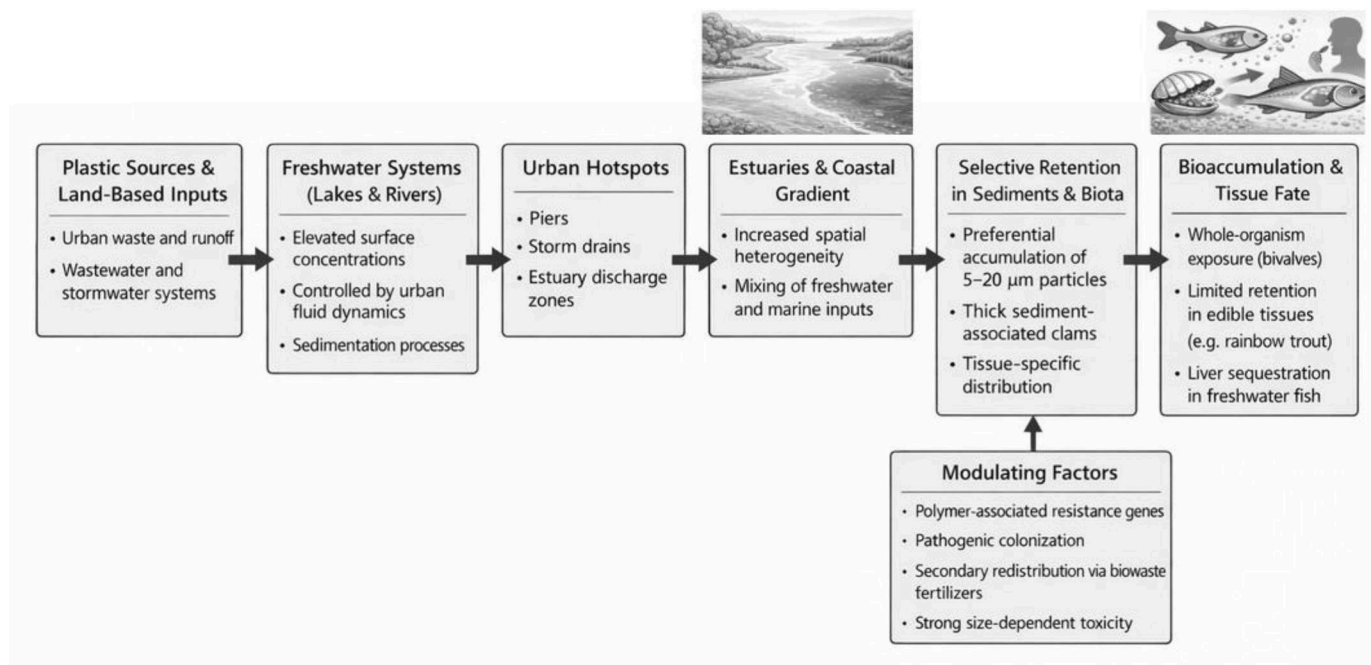 Plastic Sources &
Land-Based Inputs
• Urban waste and runoff
• Wastewater and
stormwater systems
Freshwater Systems
(Lakes & Rivers)
• Elevated surface
concentrations
• Controlled by urban
fluid dynamics
• Sedimentation processes
Urban Hotspots
• Piers
• Storm drains
• Estuary discharge
zones
Estuaries & Coastal
Gradient
• Increased spatial
heterogeneity
• Mixing of freshwater
and marine inputs
Selective Retention
in Sediments & Biota
• Preferential
accumulation of
5–20 µm particles
• Thick sediment-
associated clams
• Tissue-specific
distribution
Bioaccumulation &
Tissue Fate
• Whole-organism
exposure (bivalves)
• Limited retention
in edible tissues
(e.g. rainbow trout)
• Liver sequestration
in freshwater fish
Modulating Factors
• Polymer-associated resistance genes
• Pathogenic colonization
• Secondary redistribution via biowaste
fertilizers
• Strong size-dependent toxicity